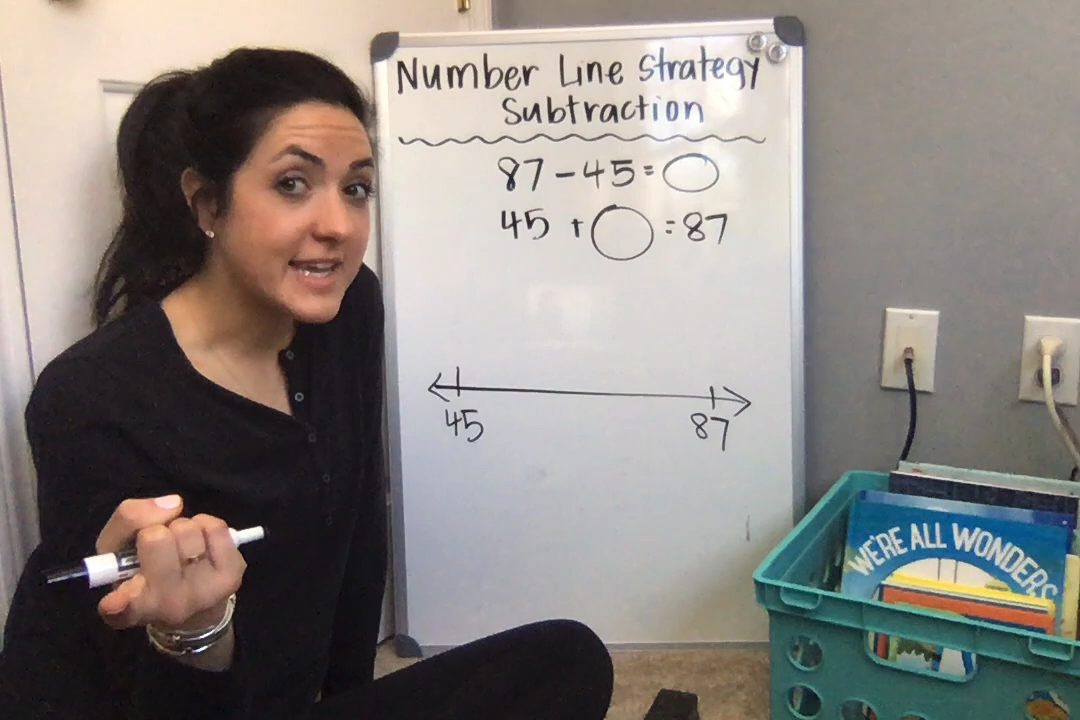 Number Line Strategy
Subtraction
87 - 45 = ◯
45 + ◯ = 87
45 87
WE'RE ALL WONDERS